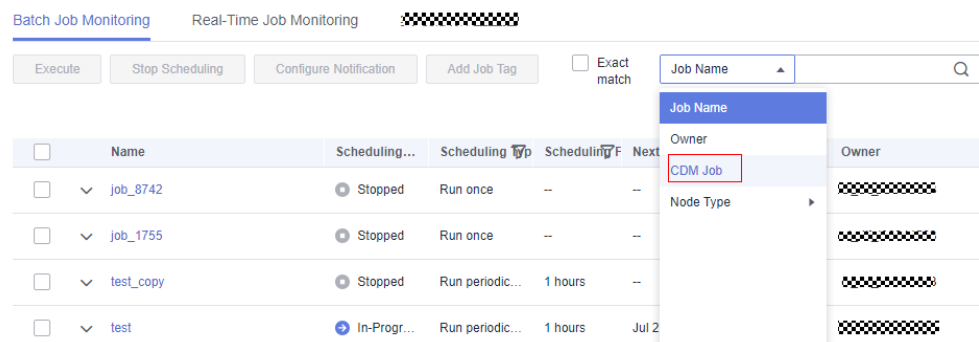 Batch Job Monitoring Real-Time Job Monitoring
Execute Stop Scheduling Configure Notification Add Job Tag Exact match Job Name
Job Name
Owner
CDM Job
Node Type
Name Scheduling... Scheduling Typ Scheduling F Next Owner
job_8742 Stopped Run once -- --
job_1755 Stopped Run once -- --
test_copy Stopped Run periodic... 1 hours --
test In-Progr... Run periodic... 1 hours Jul 2